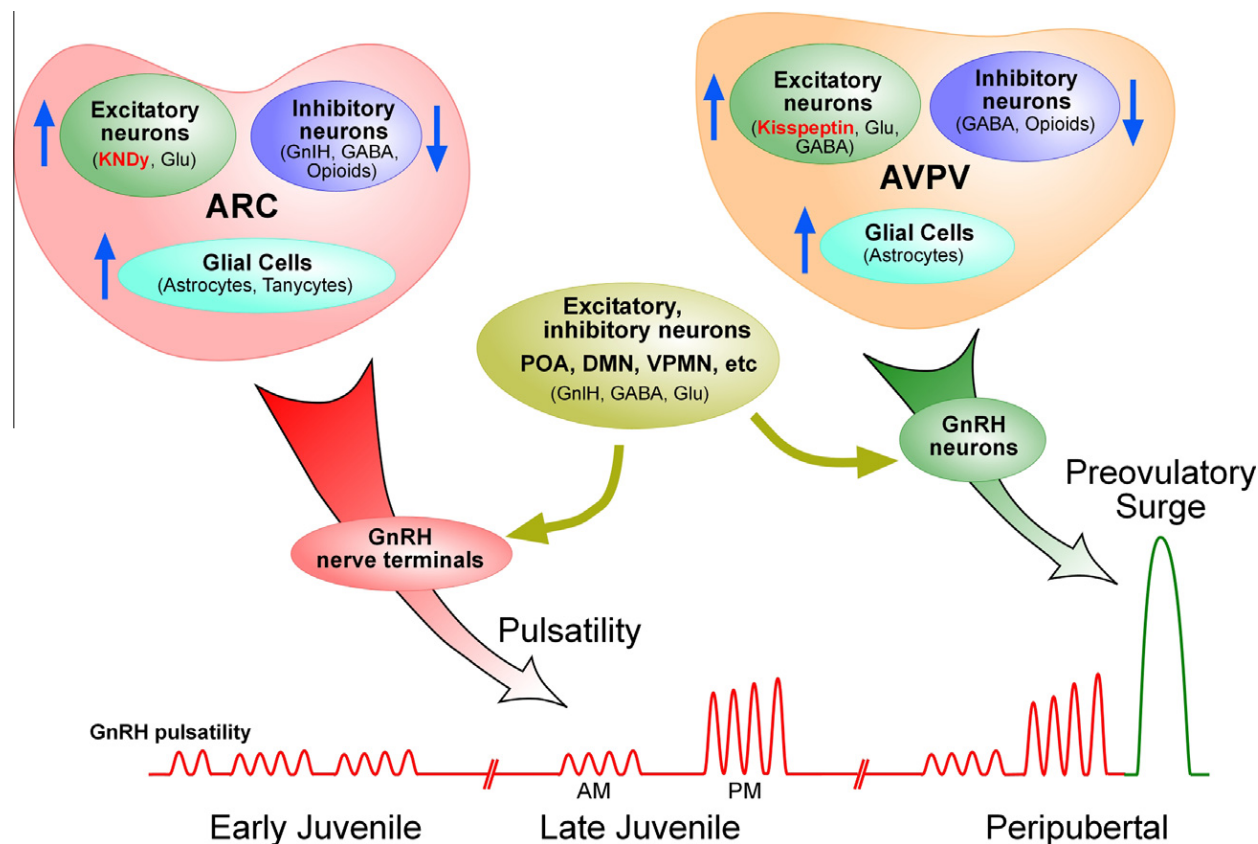 Excitatory
neurons
(KNDy, Glu)
Inhibitory
neurons
(GnIH, GABA,
Opioids)
ARC
Glial Cells
(Astrocytes, Tanycytes)
Excitatory
neurons
(Kisspeptin, Glu,
GABA)
Inhibitory
neurons
(GABA, Opioids)
AVPV
Glial Cells
(Astrocytes)
Excitatory,
inhibitory neurons
POA, DMN, VPMN, etc
(GnIH, GABA, Glu)
GnRH
neurons
GnRH
nerve terminals
Preovulatory
Surge
Pulsatility
GnRH pulsatility
AM
PM
Early Juvenile
Late Juvenile
Peripubertal